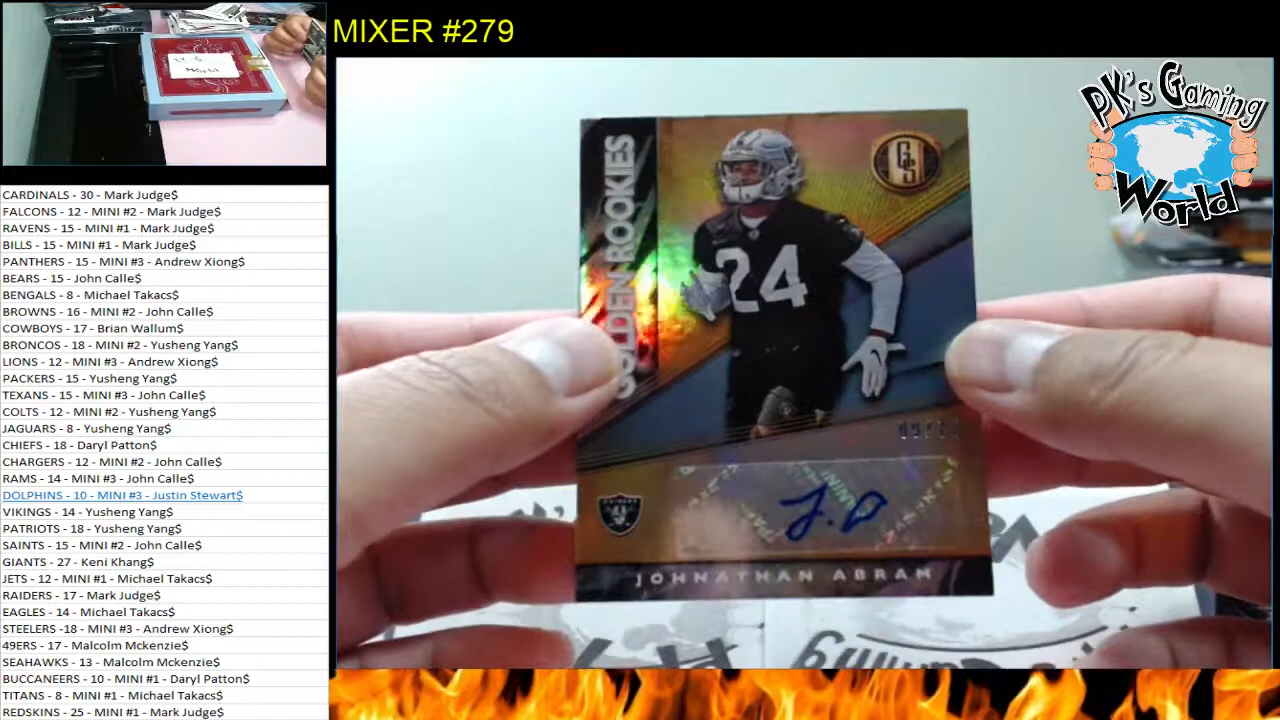 MIXER #279
PK's Gaming World
CARDINALS - 30 - Mark Judge$
FALCONS - 12 - MINI #2 - Mark Judge$
RAVENS - 15 - MINI #1 - Mark Judge$
BILLS - 15 - MINI #1 - Mark Judge$
PANTHERS - 15 - MINI #3 - Andrew Xiong$
BEARS - 15 - John Calle$
BENGALS - 8 - Michael Takacs$
BROWNS - 16 - MINI #2 - John Calle$
COWBOYS - 17 - Brian Wallum$
BRONCOS - 18 - MINI #2 - Yusheng Yang$
LIONS - 12 - MINI #3 - Andrew Xiong$
PACKERS - 15 - Yusheng Yang$
TEXANS - 15 - MINI #3 - John Calle$
COLTS - 12 - MINI #2 - Yusheng Yang$
JAGUARS - 8 - Yusheng Yang$
CHIEFS - 18 - Daryl Patton$
CHARGERS - 12 - MINI #2 - John Calle$
RAMS - 14 - MINI #3 - John Calle$
DOLPHINS - 10 - MINI #3 - Justin Stewart$
VIKINGS - 14 - Yusheng Yang$
PATRIOTS - 18 - Yusheng Yang$
SAINTS - 15 - MINI #2 - John Calle$
GIANTS - 27 - Keni Khang$
JETS - 12 - MINI #1 - Michael Takacs$
RAIDERS - 17 - Mark Judge$
EAGLES - 14 - Michael Takacs$
STEELERS -18 - MINI #3 - Andrew Xiong$
49ERS - 17 - Malcolm Mckenzie$
SEAHAWKS - 13 - Malcolm Mckenzie$
BUCCANEERS - 10 - MINI #1 - Daryl Patton$
TITANS - 8 - MINI #1 - Michael Takacs$
REDSKINS - 25 - MINI #1 - Mark Judge$
GOLDEN ROOKIES
GS
24
RAIDERS
JOHNATHAN ABRAM